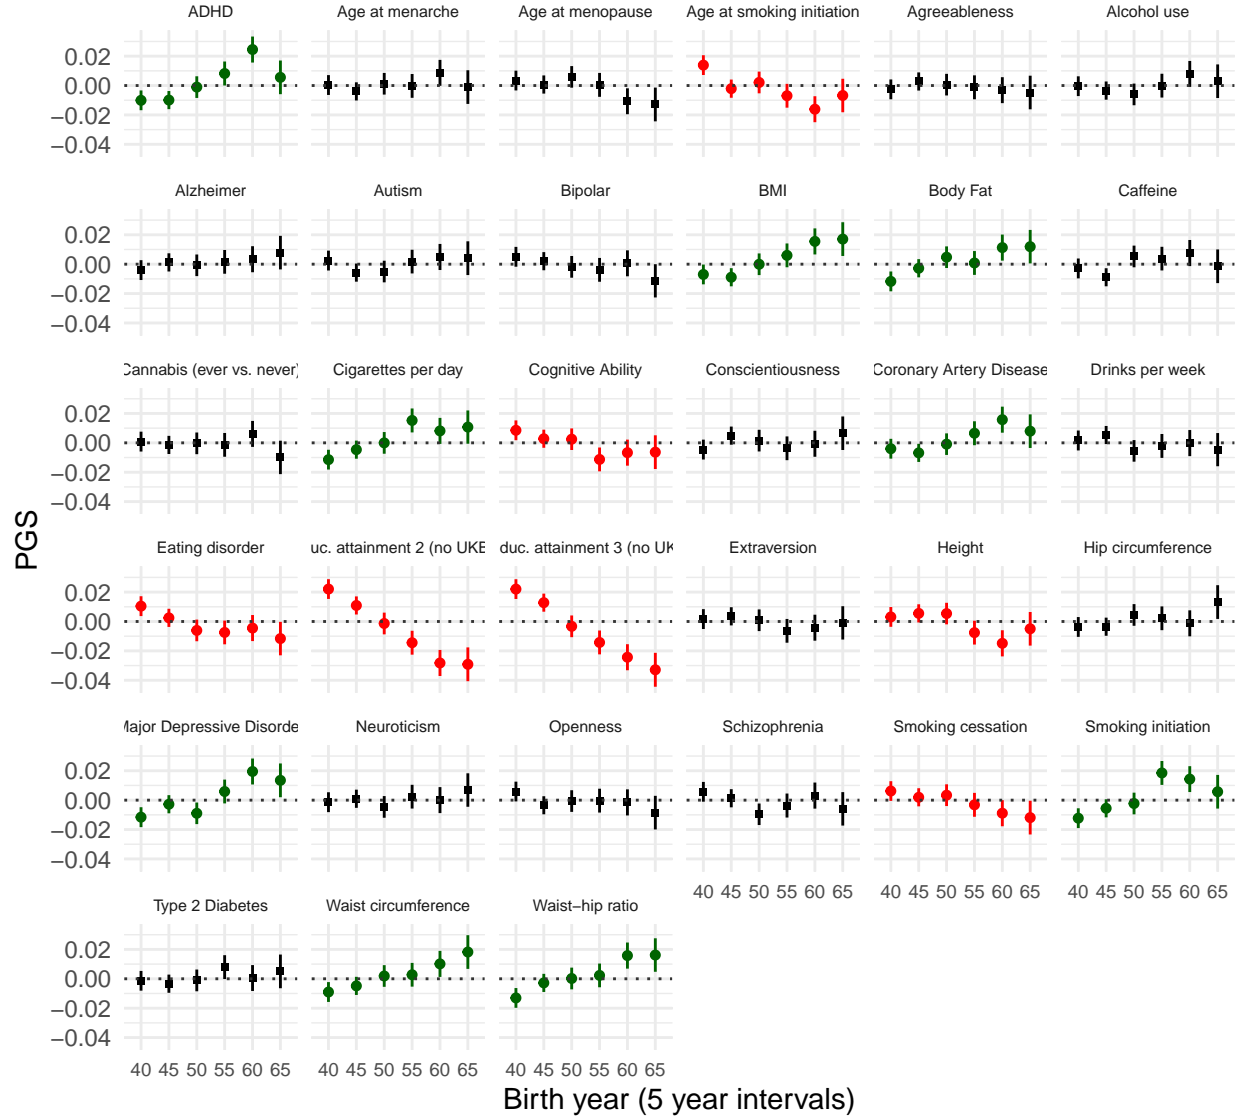 ADHD Age at menarche Age at menopause Age at smoking initiation Agreeableness Alcohol use
0.02
0.00
−0.02
−0.04
Alzheimer Autism Bipolar BMI Body Fat Caffeine
0.02
0.00
−0.02
−0.04
Cannabis (ever vs. never) Cigarettes per day Cognitive Ability Conscientiousness Coronary Artery Disease Drinks per week
0.02
0.00
−0.02
−0.04
PGS
Eating disorder uc. attainment 2 (no UKE duc. attainment 3 (no UK Extraversion Height Hip circumference
0.02
0.00
−0.02
−0.04
Major Depressive Disorde Neuroticism Openness Schizophrenia Smoking cessation Smoking initiation
0.02
0.00
−0.02
−0.04
40 45 50 55 60 65 40 45 50 55 60 65 40 45 50 55 60 65
Type 2 Diabetes Waist circumference Waist−hip ratio
0.02
0.00
−0.02
−0.04
40 45 50 55 60 65 40 45 50 55 60 65 40 45 50 55 60 65
Birth year (5 year intervals)